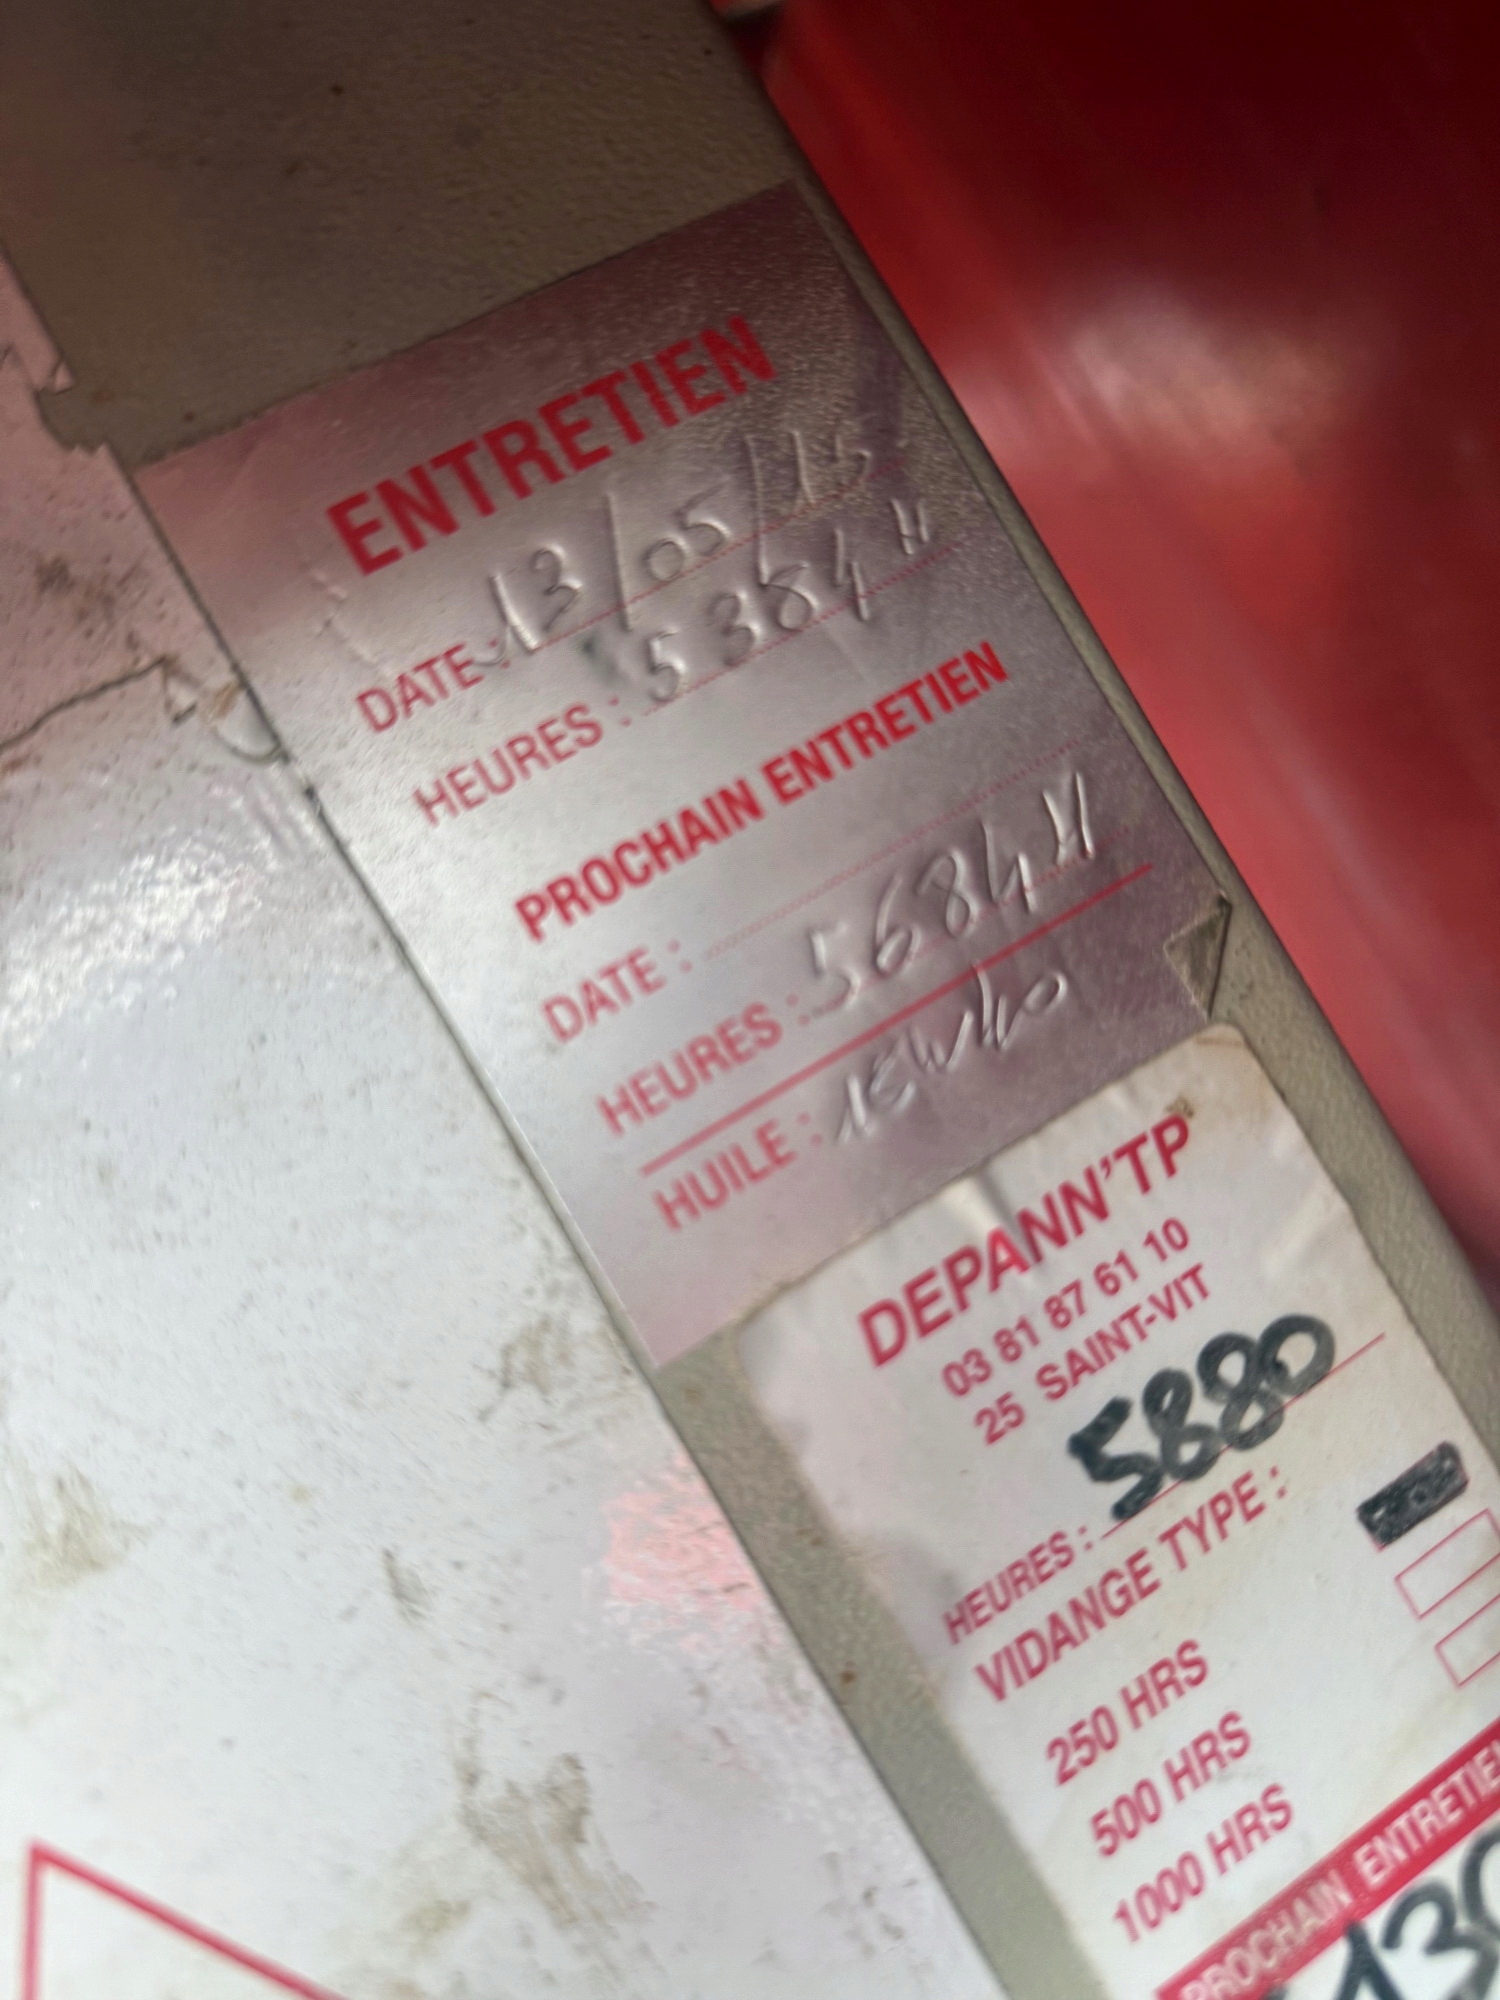 ENTRETIEN
DATE : 13/05/15
HEURES : 5384 H
PROCHAIN ENTRETIEN
DATE :
HEURES : 5684 H
HUILE : 15W40
DEPANN'TP
03 81 87 61 10
25 SAINT-VIT
HEURES : 5880
VIDANGE TYPE :
250 HRS
500 HRS
1000 HRS
PROCHAIN ENTRETIEN